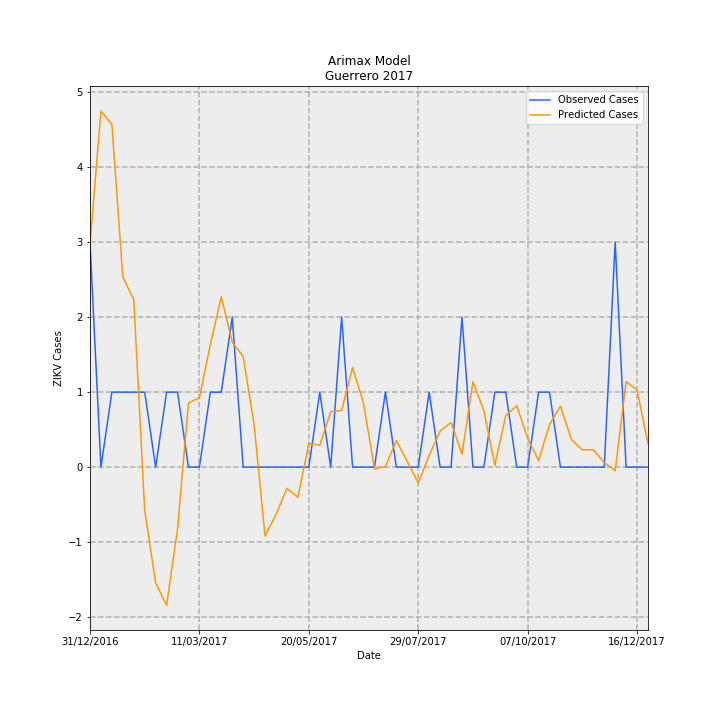 Arimax Model
Guerrero 2017
Observed Cases
Predicted Cases
5
4
3
2
1
0
−1
−2
ZIKV Cases
31/12/2016 11/03/2017 20/05/2017 29/07/2017 07/10/2017 16/12/2017
Date